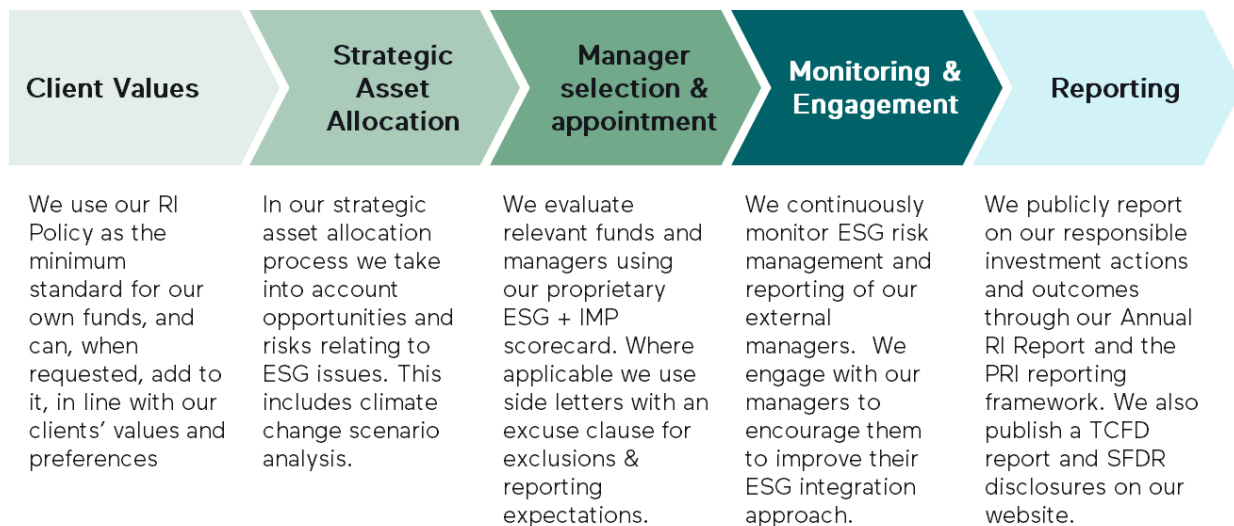 Client Values
Strategic
Asset
Allocation
Manager
selection &
appointment
Monitoring &
Engagement
Reporting
We use our RI
Policy as the
minimum
standard for our
own funds, and
can, when
requested, add to
it, in line with our
clients’ values and
preferences
In our strategic
asset allocation
process we take
into account
opportunities and
risks relating to
ESG issues. This
includes climate
change scenario
analysis.
We evaluate
relevant funds and
managers using
our proprietary
ESG + IMP
scorecard. Where
applicable we use
side letters with an
excuse clause for
exclusions &
reporting
expectations.
We continuously
monitor ESG risk
management and
reporting of our
external
managers.  We
engage with our
managers to
encourage them
to improve their
ESG integration
approach.
We publicly report
on our responsible
investment actions
and outcomes
through our Annual
RI Report and the
PRI reporting
framework. We also
publish a TCFD
report and SFDR
disclosures on our
website.